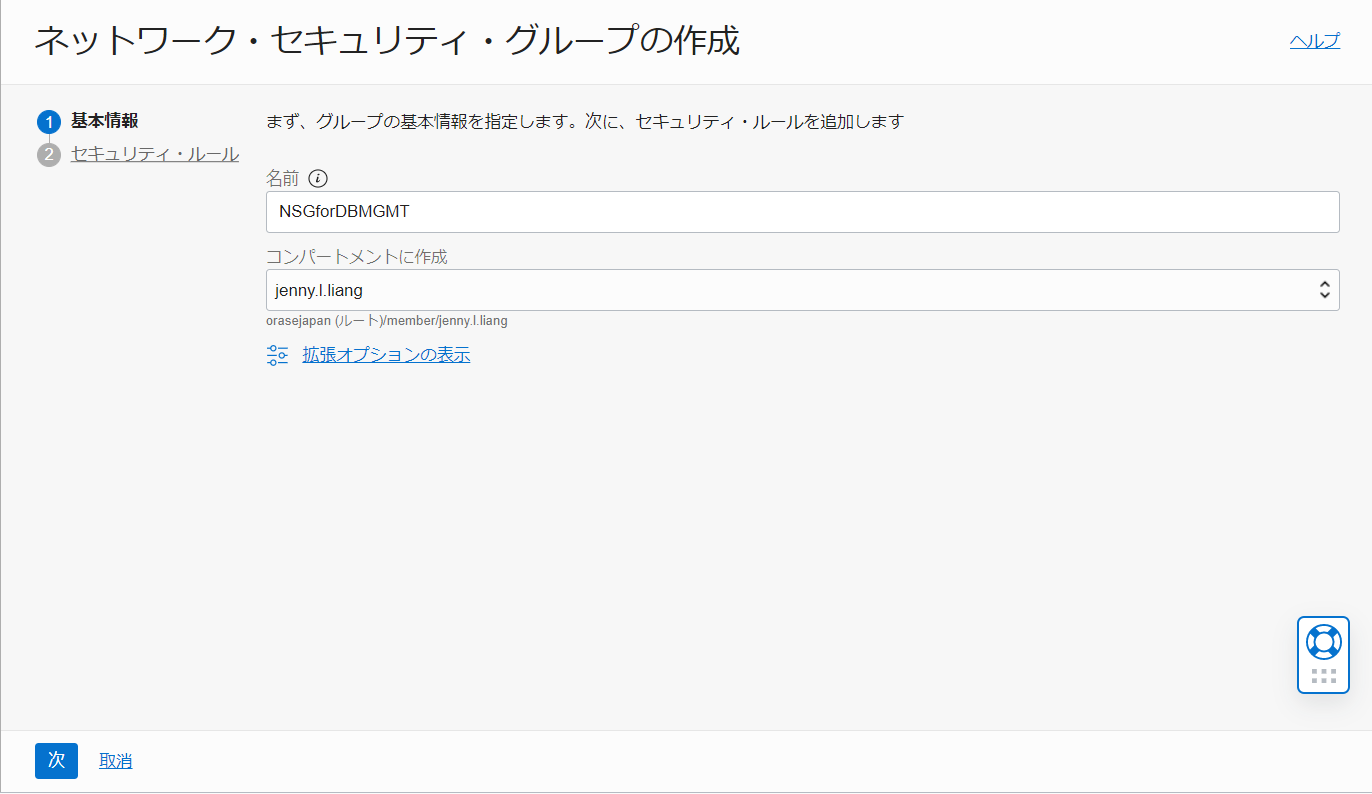 ネットワーク・セキュリティ・グループの作成
ヘルプ
1 基本情報
2 セキュリティ・ルール
まず、グループの基本情報を指定します。次に、セキュリティ・ルールを追加します
名前
NSGforDBMGMT
コンパートメントに作成
jenny.l.liang
orasejapan (ルート)/member/jenny.l.liang
拡張オプションの表示
次
取消